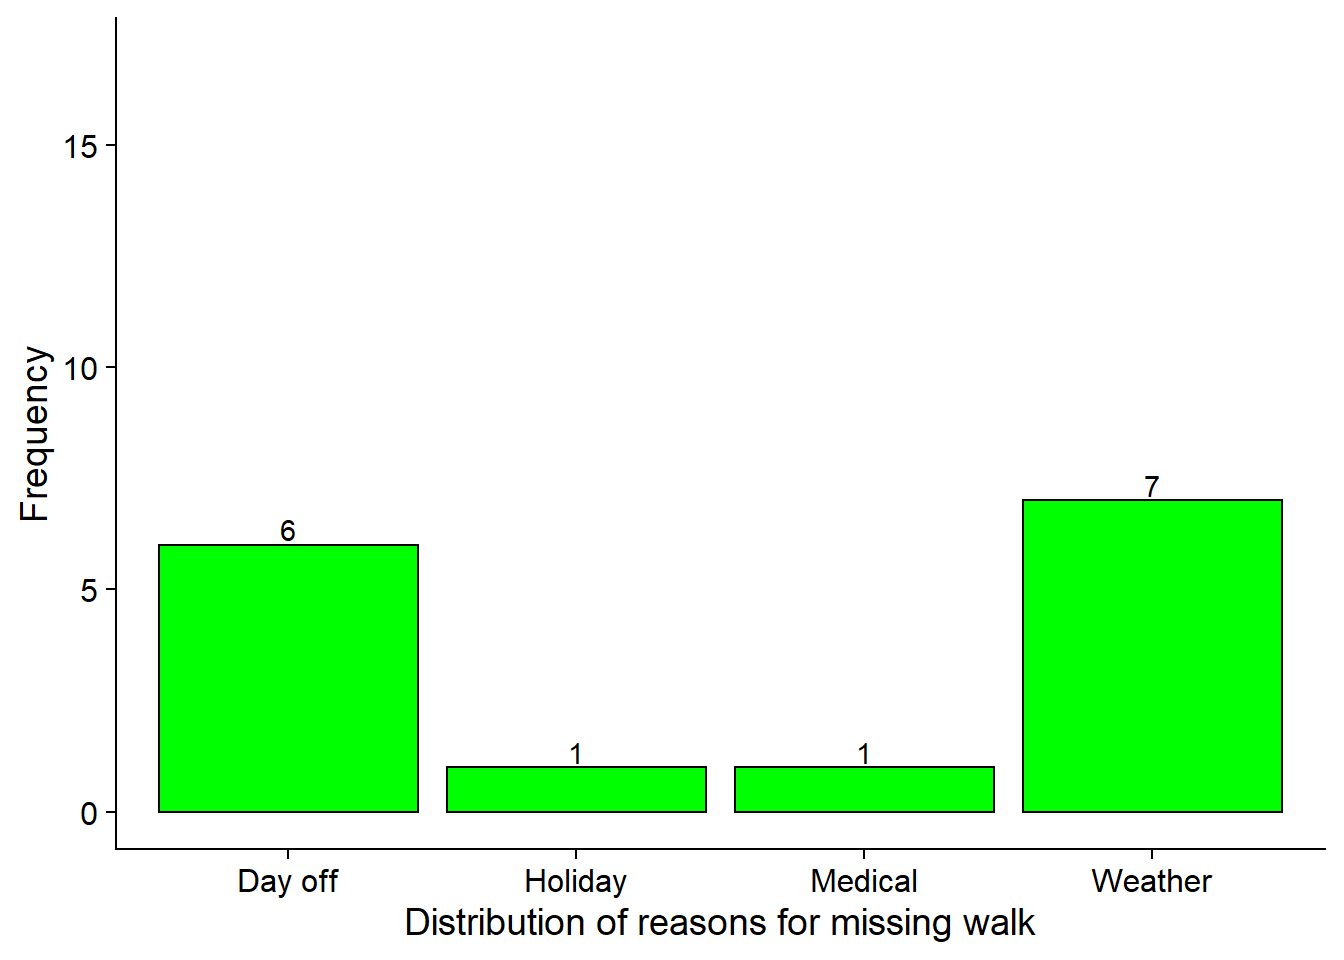 Frequency
15
10
5
0
6
1
1
7
Day off
Holiday
Medical
Weather
Distribution of reasons for missing walk